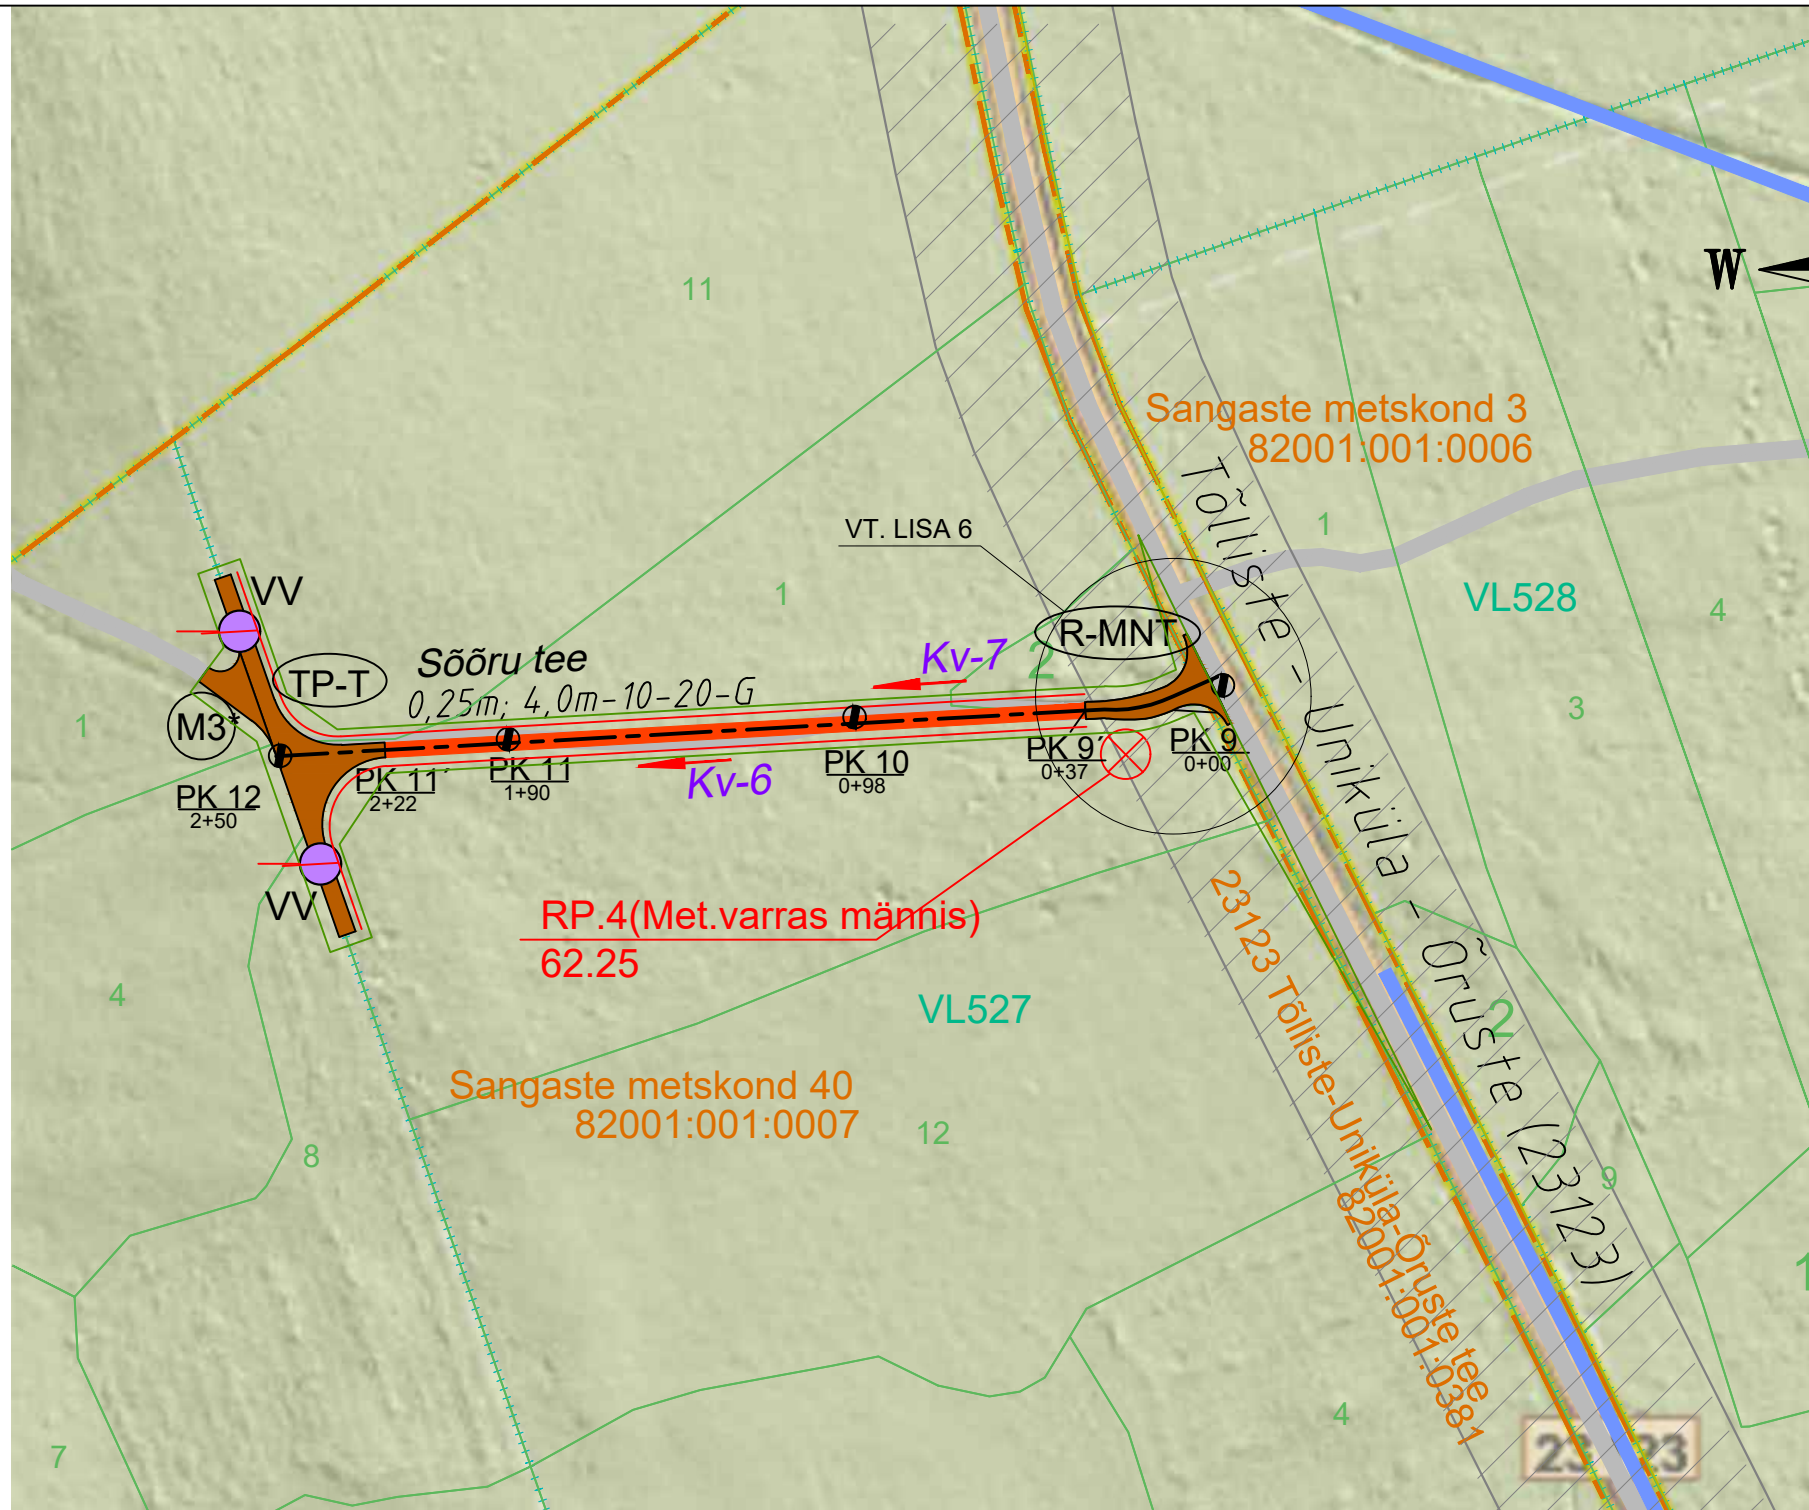 11
W
Sangaste metskond 3
82001:001:0006
VT. LISA 6
1
Tõlliste - Uniküla - Õruste (23123)
VL528
4
VV
1
R-MNT
2
Kv-7
Sõõru tee
TP-T
0,25m; 4,0m-10-20-G
3
1
M3*
PK 9
0+00
PK 9´
0+37
PK 10
0+98
PK 11
1+90
PK 11´
2+22
PK 12
2+50
Kv-6
VV
RP.4(Met.varras männis)
62.25
23123 Tõlliste-Uniküla-Õruste tee
82001:001:0381
4
VL527
2
Sangaste metskond 40
82001:001:0007
12
8
9
1
4
7